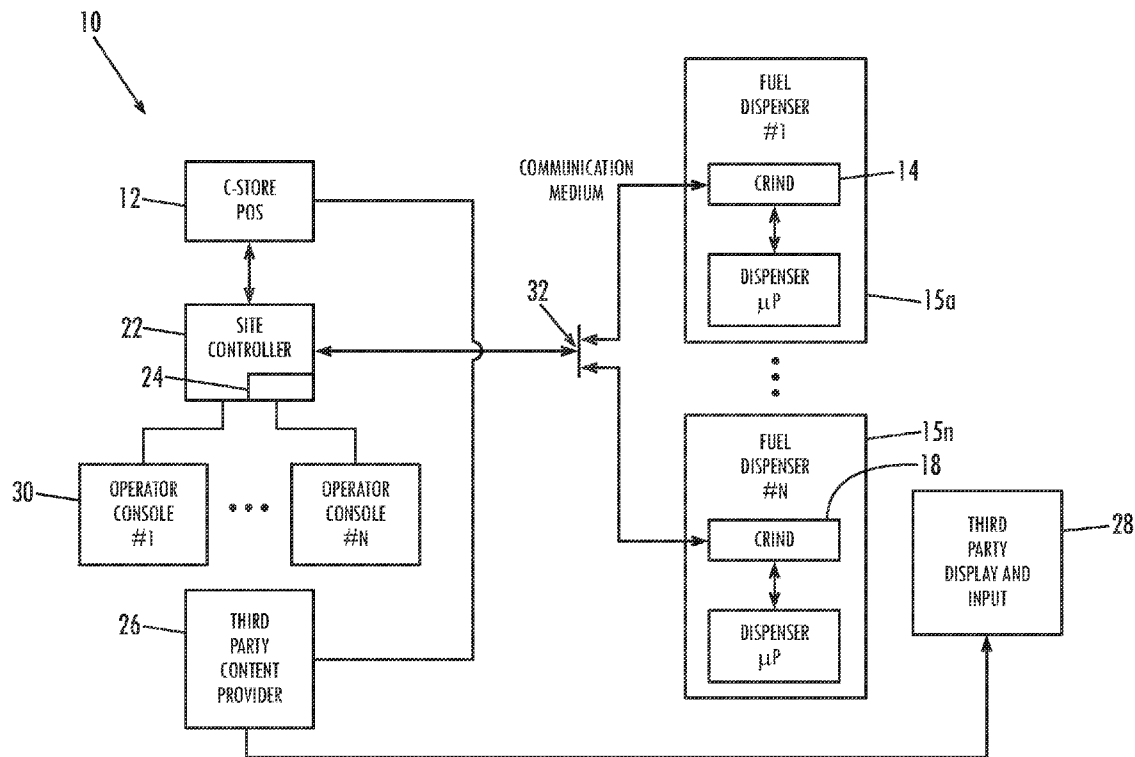 10
12
C-STORE
POS
22
SITE
CONTROLLER
24
30
OPERATOR
CONSOLE
#1
OPERATOR
CONSOLE
#N
26
THIRD
PARTY
CONTENT
PROVIDER
COMMUNICATION
MEDIUM
32
FUEL
DISPENSER
#1
CRIND
14
DISPENSER
µP
15a
FUEL
DISPENSER
#N
15n
18
CRIND
DISPENSER
µP
THIRD
PARTY
DISPLAY AND
INPUT
28